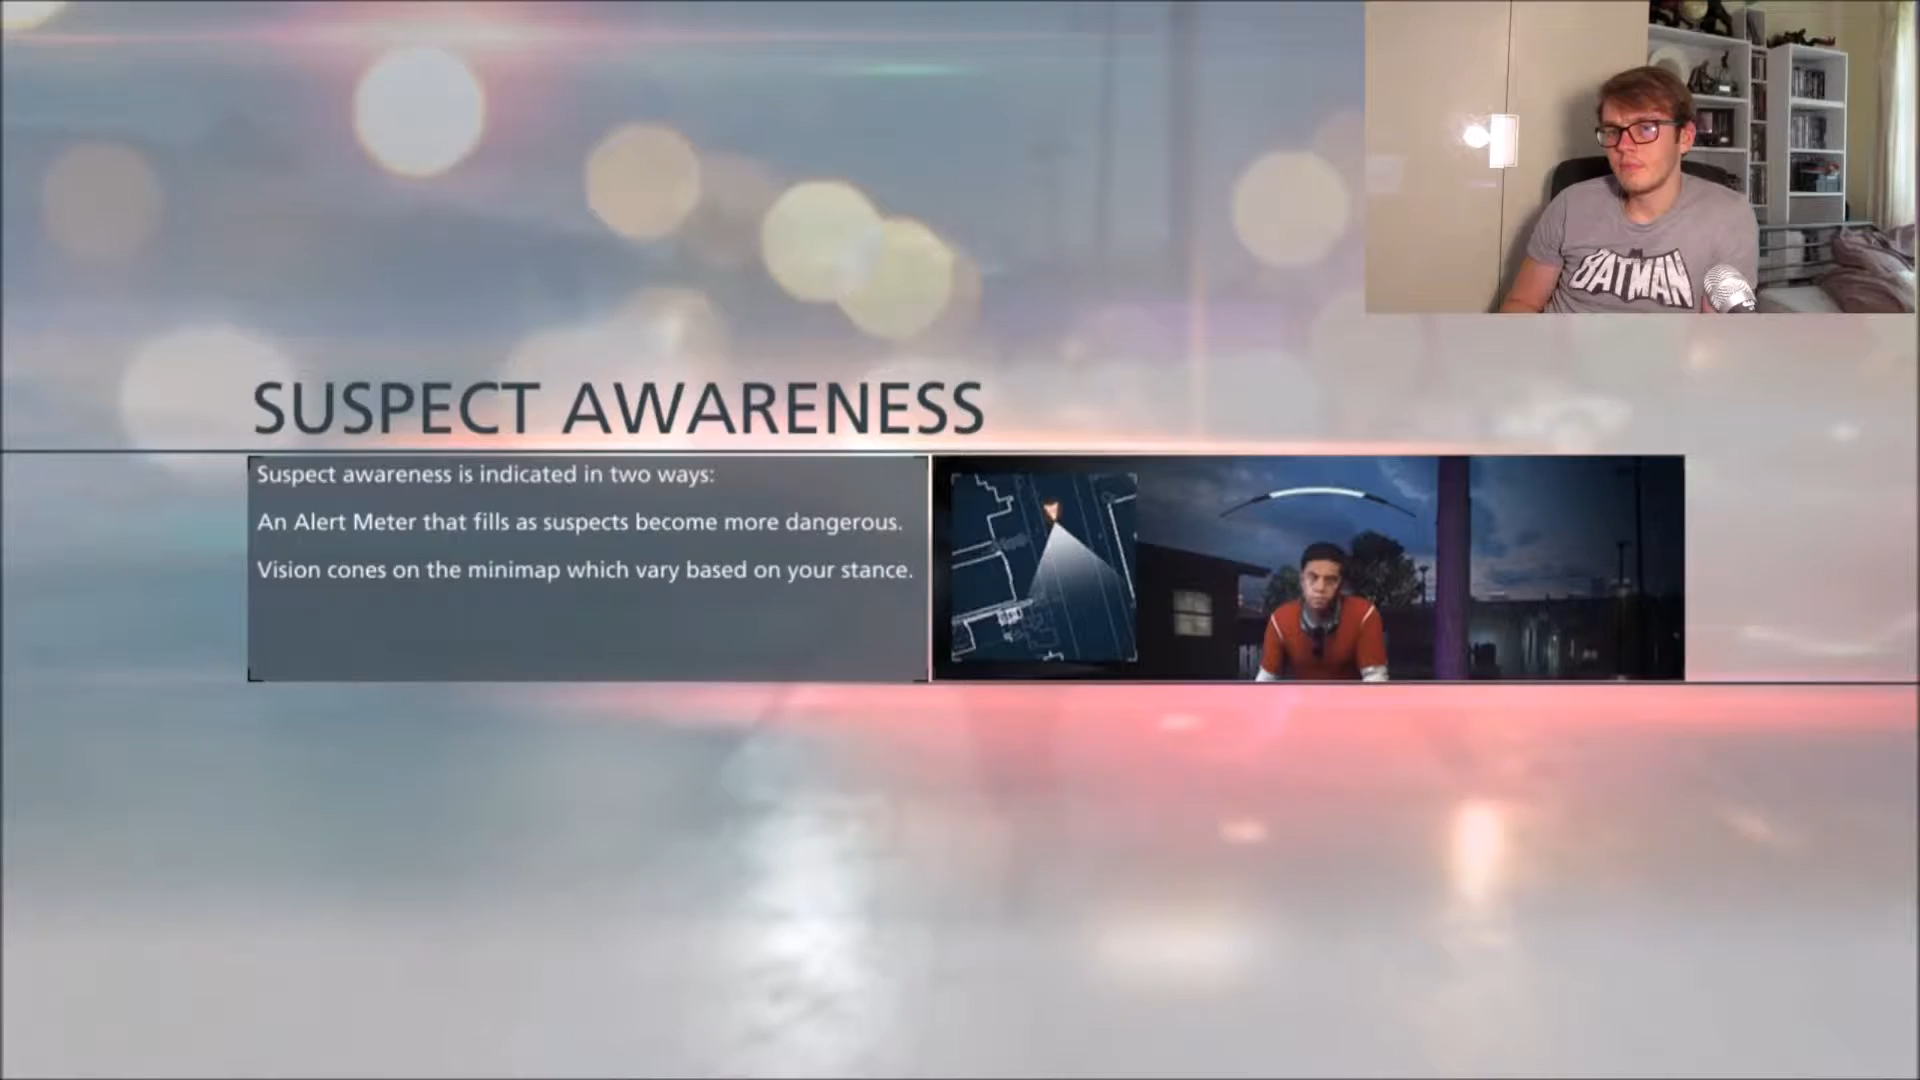 BATMAN
SUSPECT AWARENESS
Suspect awareness is indicated in two ways:
An Alert Meter that fills as suspects become more dangerous.
Vision cones on the minimap which vary based on your stance.